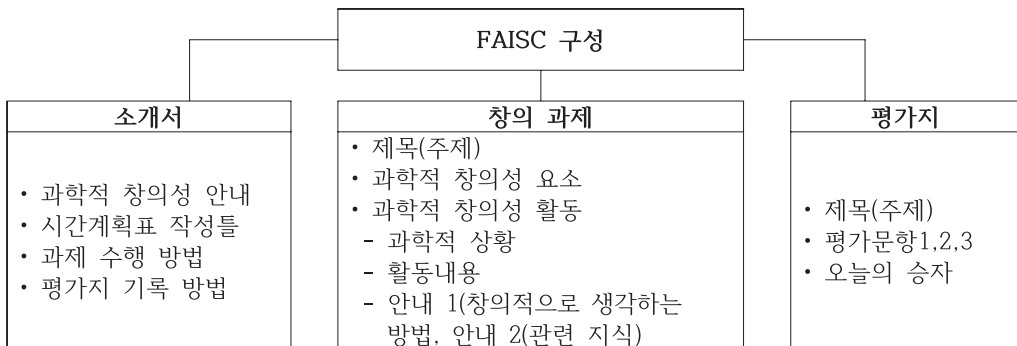 FAISC 구성
소개서
• 과학적 창의성 안내
• 시간계획표 작성틀
• 과제 수행 방법
• 평가지 기록 방법
창의 과제
• 제목(주제)
• 과학적 창의성 요소
• 과학적 창의성 활동
- 과학적 상황
- 활동내용
- 안내 1(창의적으로 생각하는
방법, 안내 2(관련 지식)
평가지
• 제목(주제)
• 평가문항1,2,3
• 오늘의 승자